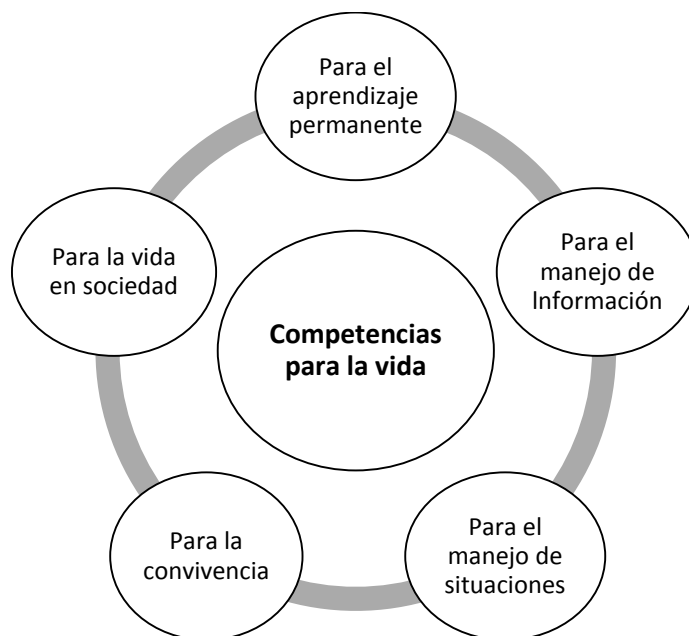 Para el
aprendizaje
permanente
Para el
manejo de
Información
Para el
manejo de
situaciones
Para la
convivencia
Para la vida
en sociedad
Competencias
para la vida